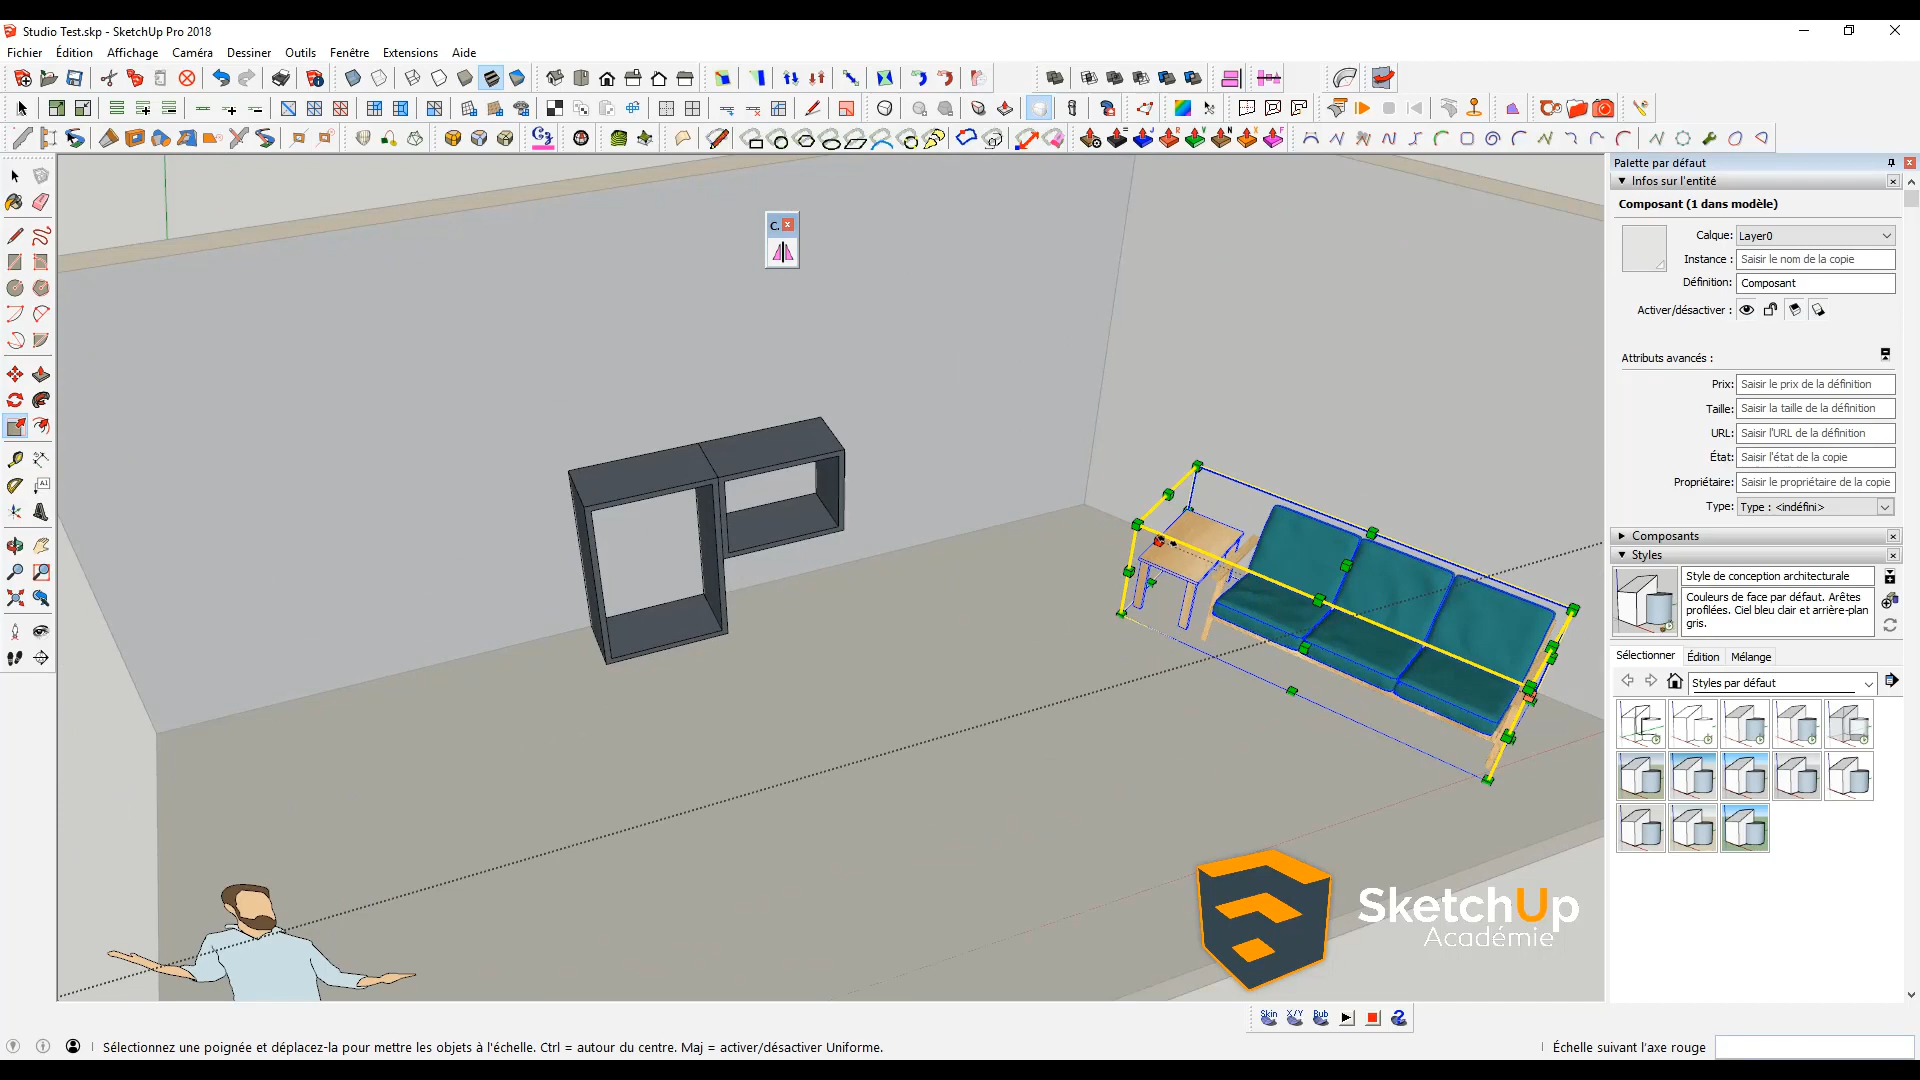 Studio Test.skp - SketchUp Pro 2018
Fichier Édition Affichage Caméra Dessiner Outils Fenêtre Extensions Aide
Palette par défaut
Infos sur l'entité
Composant (1 dans modèle)
Calque: Layer0
Instance : Saisir le nom de la copie
Définition: Composant
Activer/désactiver :
Attributs avancés :
Prix: Saisir le prix de la définition
Taille: Saisir la taille de la définition
URL: Saisir l'URL de la définition
État: Saisir l'état de la copie
Propriétaire: Saisir le propriétaire de la copie
Type: Type : <indéfini>
Composants
Styles
Style de conception architecturale
Couleurs de face par défaut. Arêtes
profilées. Ciel bleu clair et arrière-plan
gris.
Sélectionner Édition Mélange
Styles par défaut
C.
SketchUp
Académie
Skin X/Y Bub
Sélectionnez une poignée et déplacez-la pour mettre les objets à l'échelle. Ctrl = autour du centre. Maj = activer/désactiver Uniforme.
Échelle suivant l'axe rouge